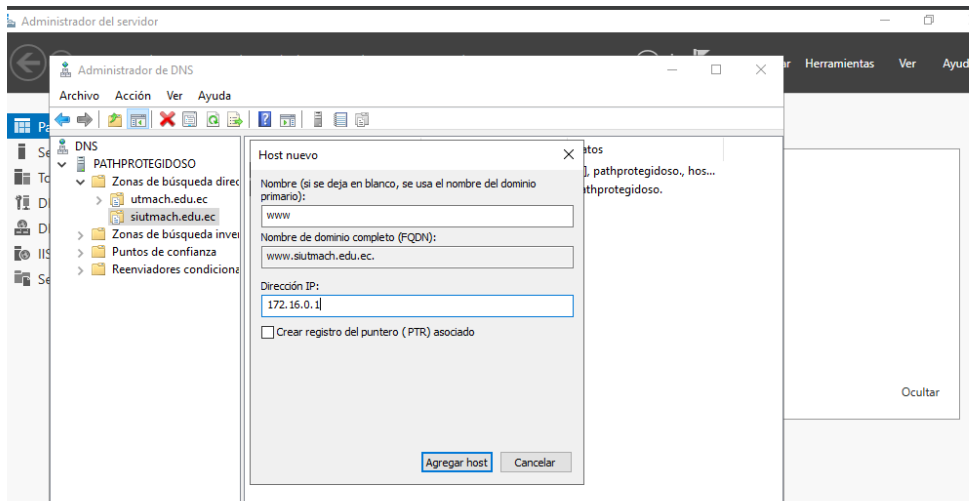 Administrador del servidor
Herramientas Ver
Administrador de DNS
Archivo Acción Ver Ayuda
DNS
PATHPROTEGIDOSO
Zonas de búsqueda direc
utmach.edu.ec
siutmach.edu.ec
Zonas de búsqueda inver
Puntos de confianza
Reenviadores condiciona
Host nuevo
Nombre (si se deja en blanco, se usa el nombre del dominio
primario):
www
Nombre de dominio completo (FQDN):
www.siutmach.edu.ec.
Dirección IP:
172.16.0.1
Crear registro del puntero (PTR) asociado
Agregar host Cancelar
atos
], pathprotegidoso., hos...
thprotegidoso.
Ocultar